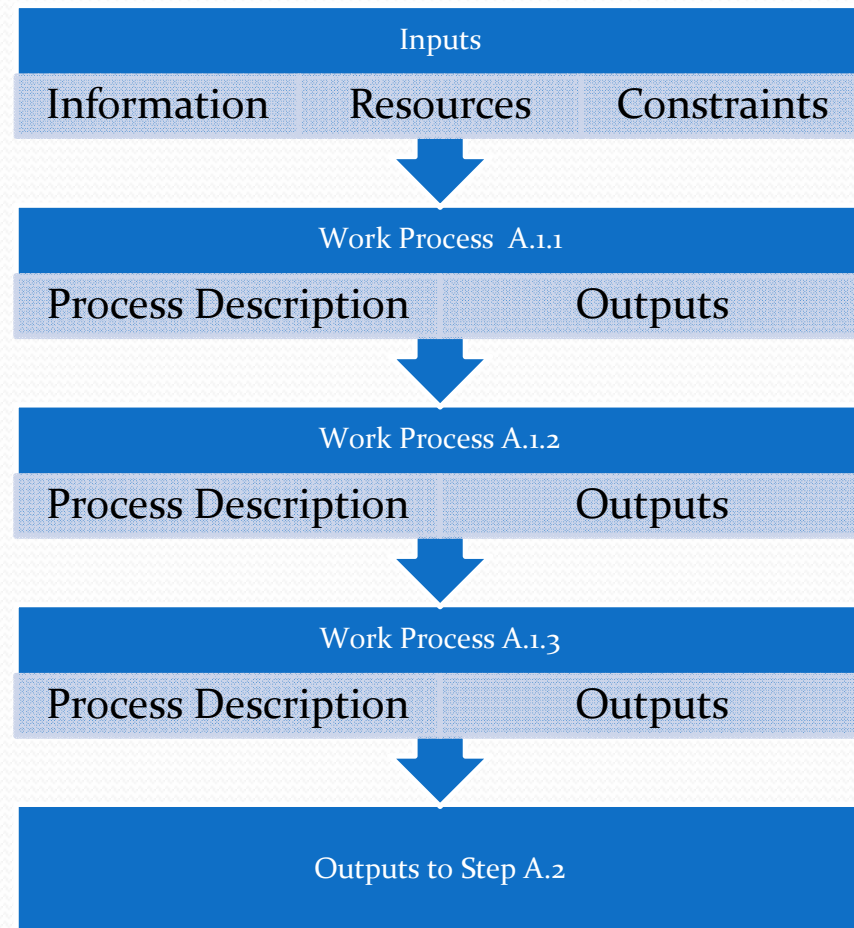 Inputs
Information Resources Constraints
Work Process A.1.1
Process Description Outputs
Work Process A.1.2
Process Description Outputs
Work Process A.1.3
Process Description Outputs
Outputs to Step A.2